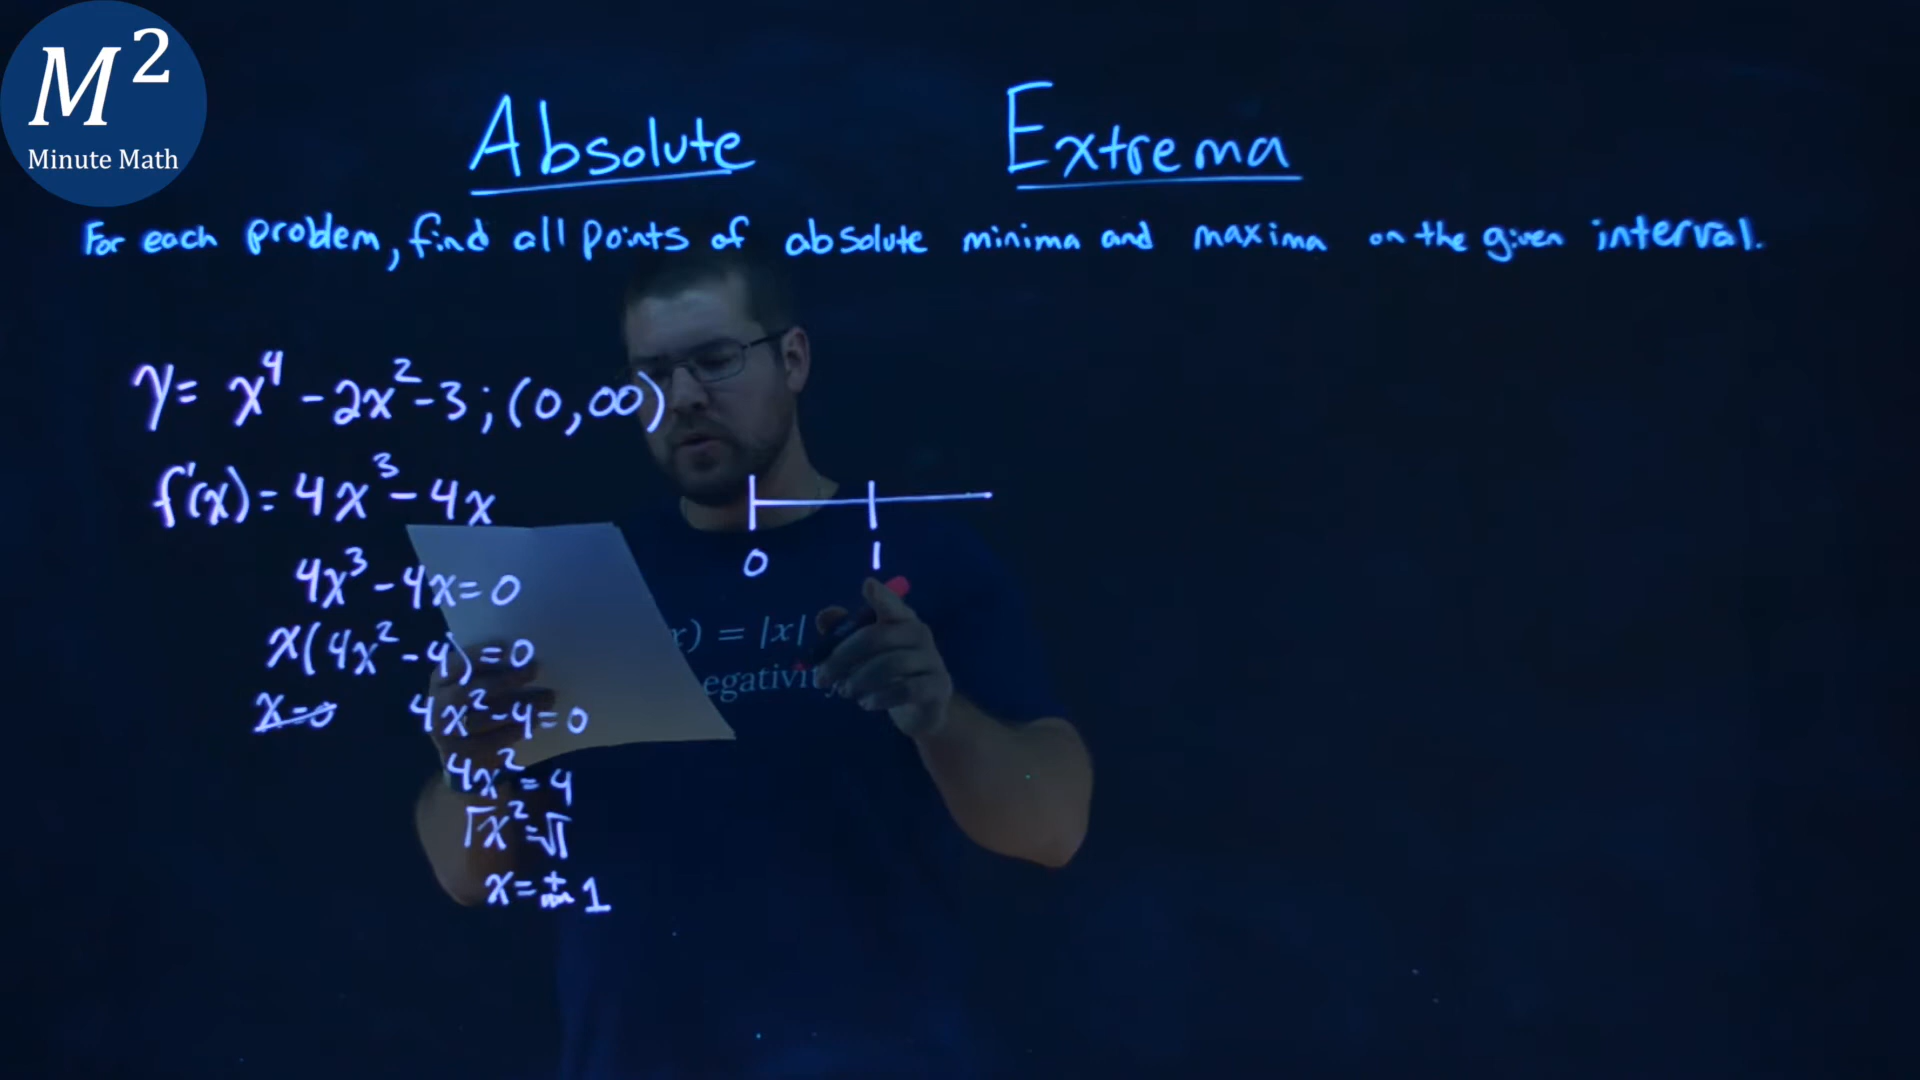 M²
Minute Math
Absolute Extrema
For each problem, find all points of absolute minima and maxima on the given interval.
y = x⁴ - 2x² - 3 ; (0, ∞)
f'(x) = 4x³ - 4x
4x³ - 4x = 0
x(4x² - 4) = 0
x = 0 4x² - 4 = 0
4x² = 4
√x² = √1
x = ± 1
0 1
x) = |x|
egativity